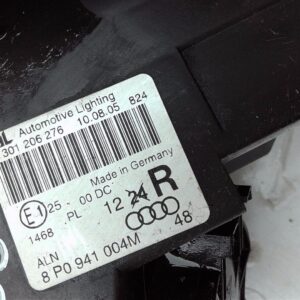 L Automotive Lighting
301 206 276 10.08.05 824
Made in Germany
E1 25 - 00 DC 12 24 R
1468 PL
ALN 48
8P0 941 004M